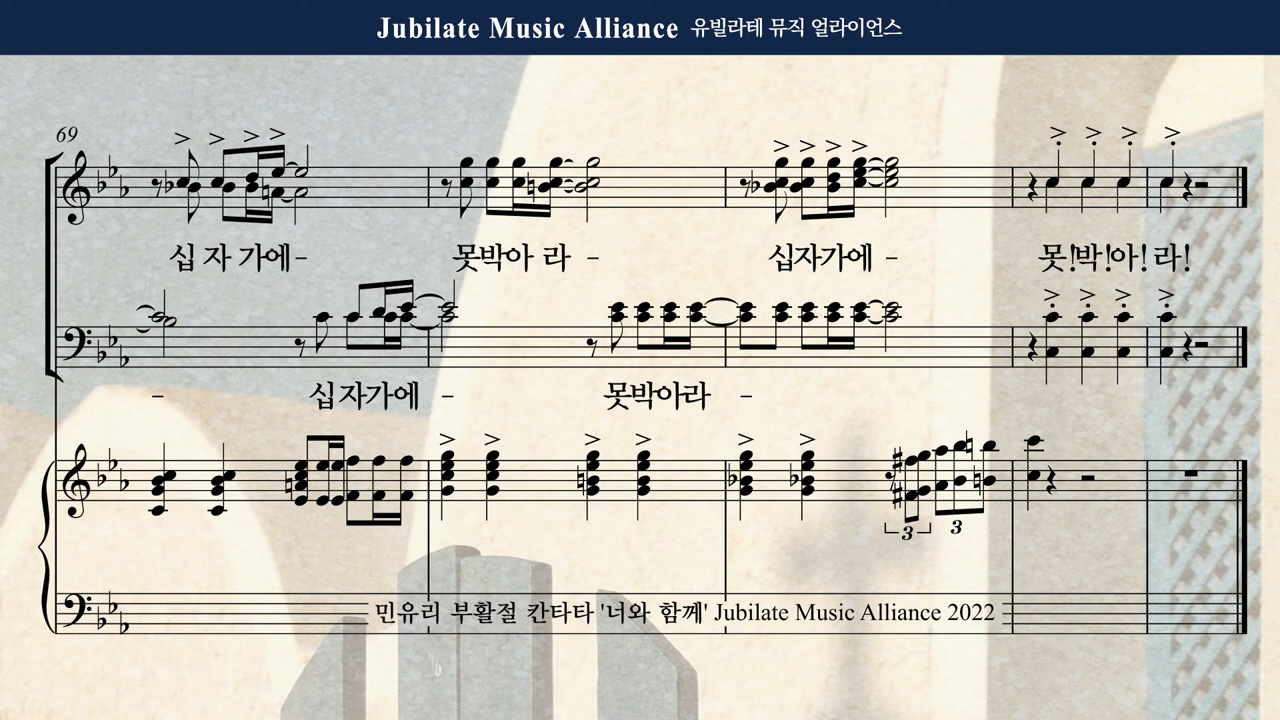 Jubilate Music Alliance 유빌라테 뮤직 얼라이언스
69
십 자 가에- 못박아 라 - 십자가에 - 못!박!아! 라!
- 십자가에 - 못박아라 -
3 3
민유리 부활절 칸타타 '너와 함께' Jubilate Music Alliance 2022